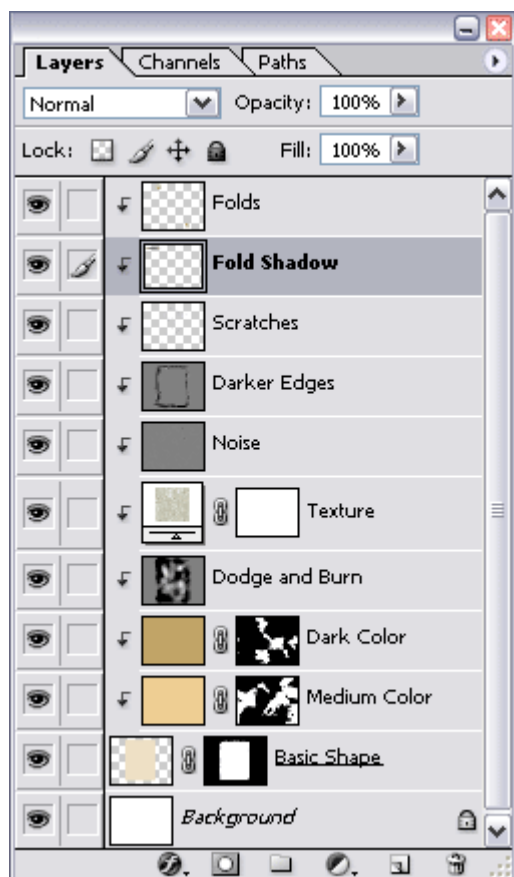 Layers Channels Paths
Normal Opacity: 100%
Lock: Fill: 100%
Folds
Fold Shadow
Scratches
Darker Edges
Noise
Texture
Dodge and Burn
Dark Color
Medium Color
Basic Shape
Background